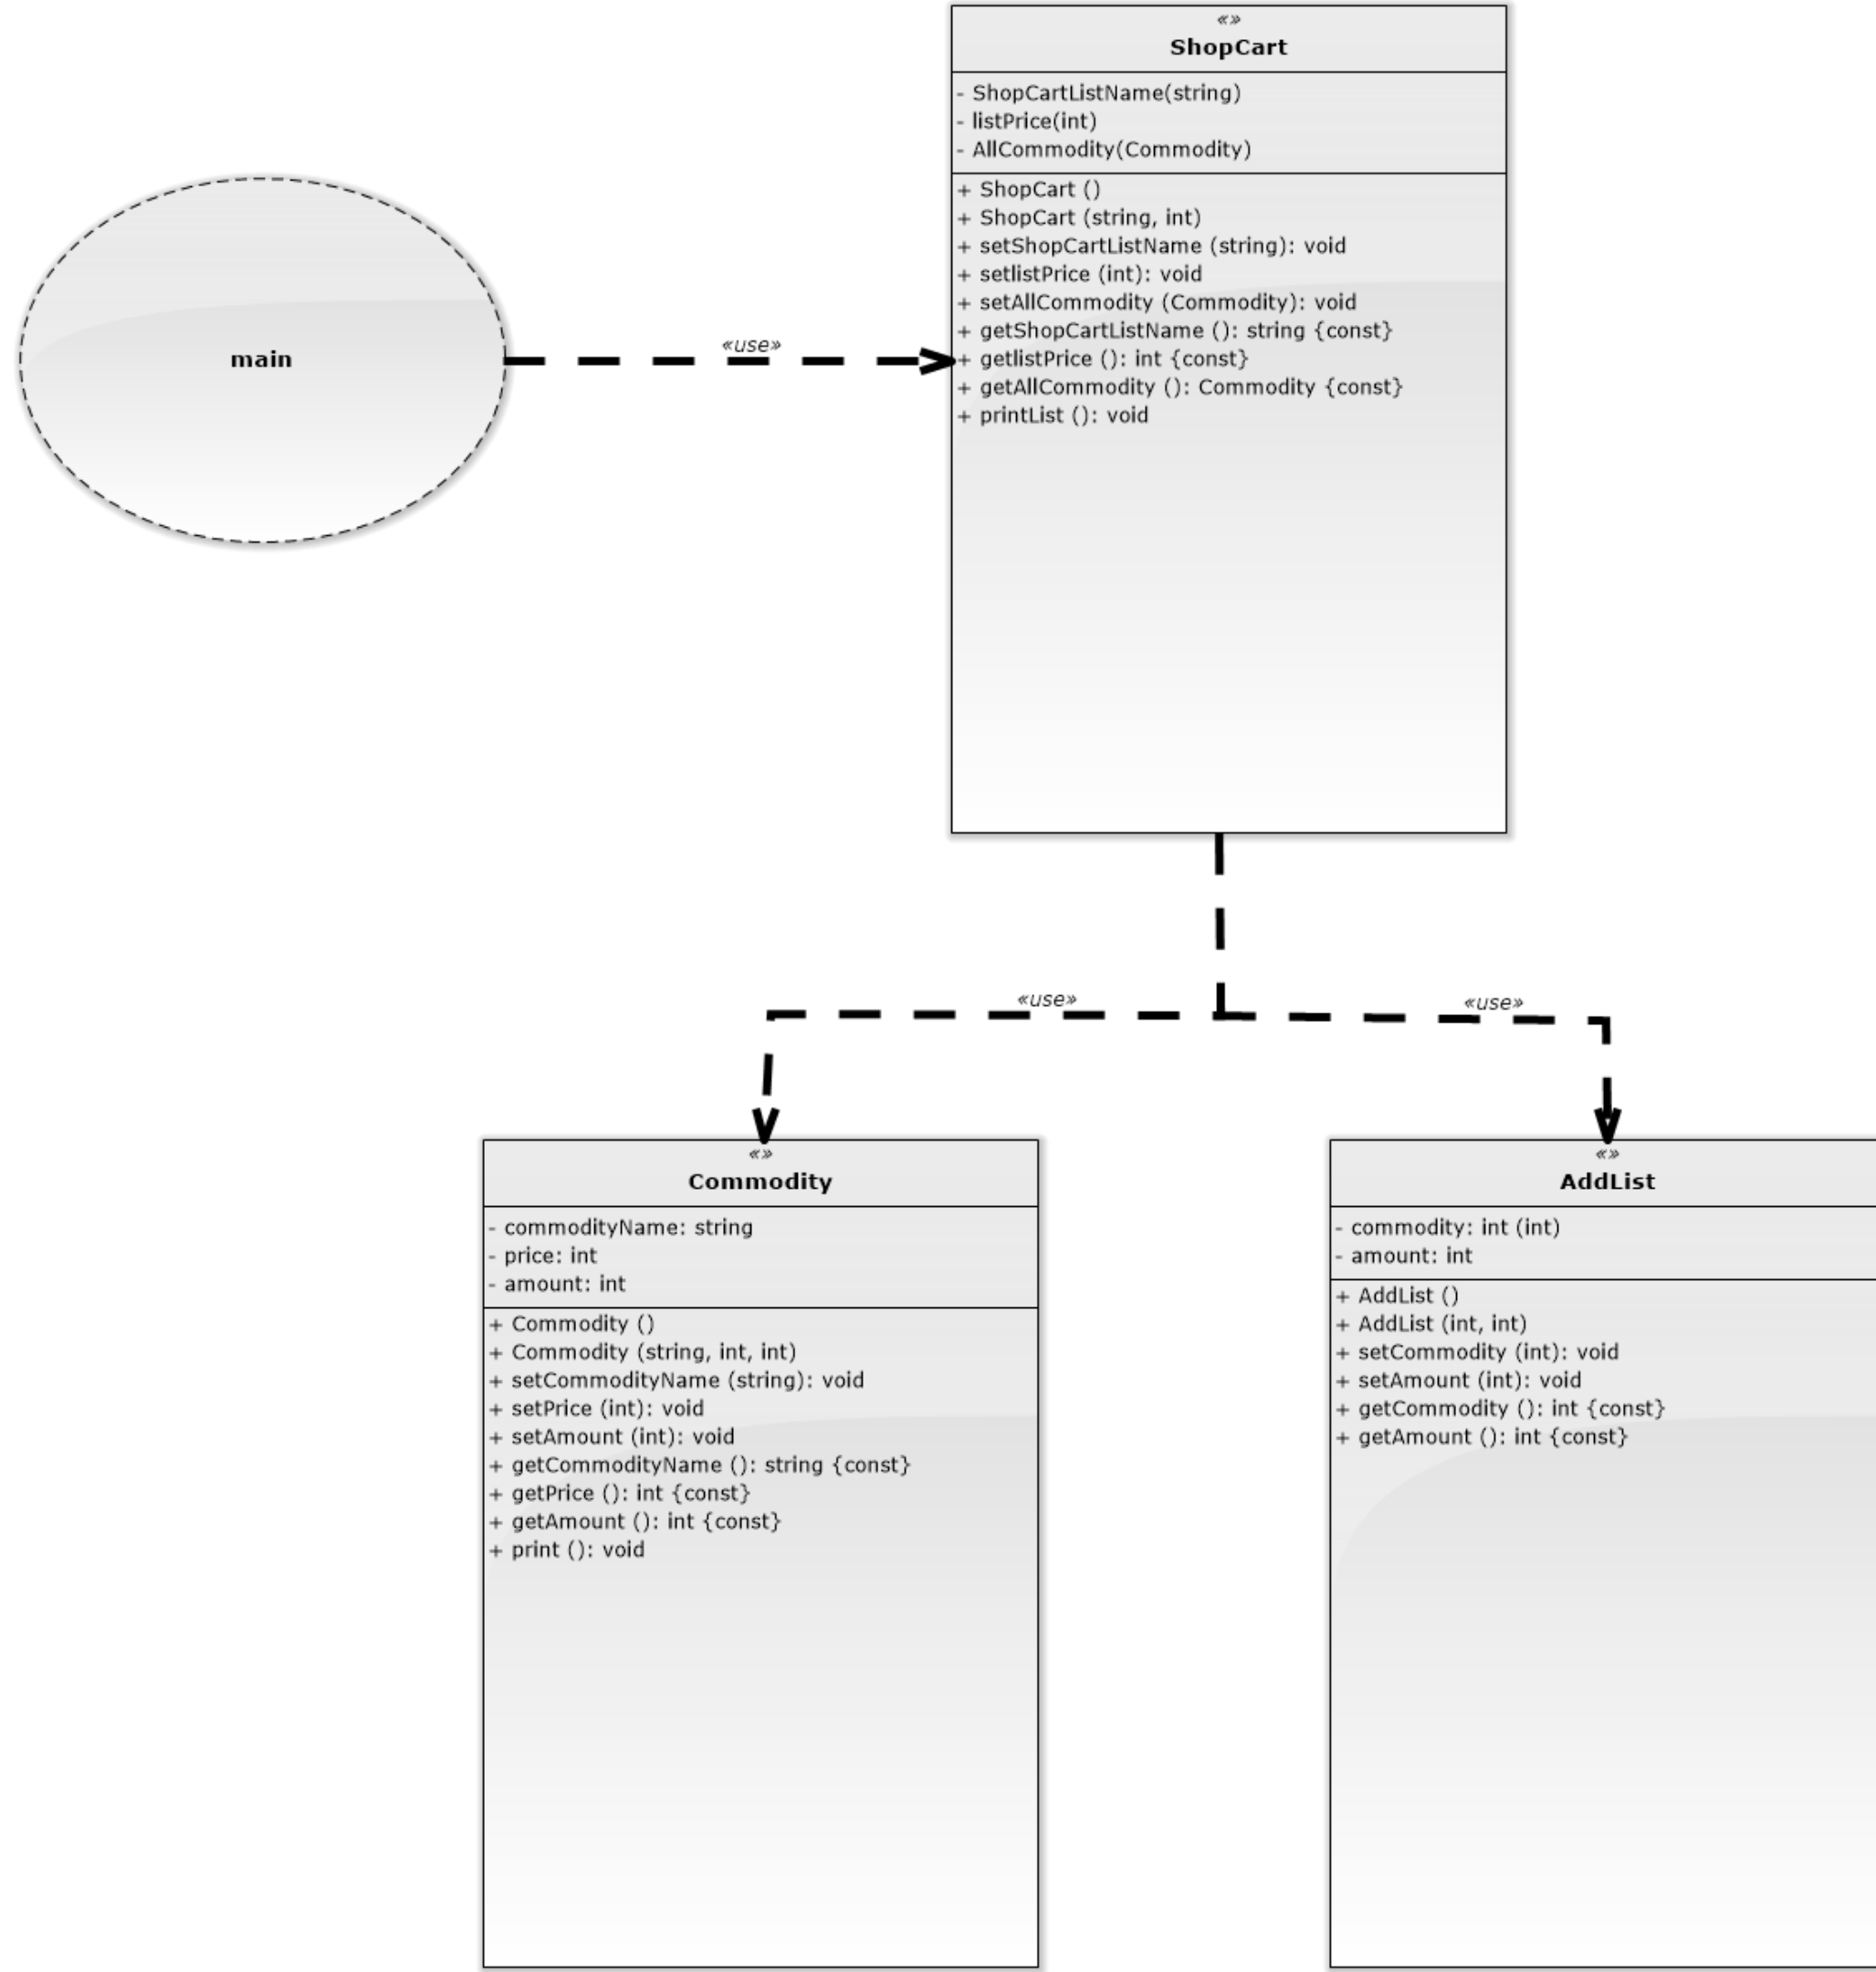 «»
ShopCart
- ShopCartListName(string)
- listPrice(int)
- AllCommodity(Commodity)
+ ShopCart ()
+ ShopCart (string, int)
+ setShopCartListName (string): void
+ setlistPrice (int): void
+ setAllCommodity (Commodity): void
+ getShopCartListName (): string {const}
+ getlistPrice (): int {const}
+ getAllCommodity (): Commodity {const}
+ printList (): void
main
«use»
«use»
«use»
«»
Commodity
- commodityName: string
- price: int
- amount: int
+ Commodity ()
+ Commodity (string, int, int)
+ setCommodityName (string): void
+ setPrice (int): void
+ setAmount (int): void
+ getCommodityName (): string {const}
+ getPrice (): int {const}
+ getAmount (): int {const}
+ print (): void
«»
AddList
- commodity: int (int)
- amount: int
+ AddList ()
+ AddList (int, int)
+ setCommodity (int): void
+ setAmount (int): void
+ getCommodity (): int {const}
+ getAmount (): int {const}